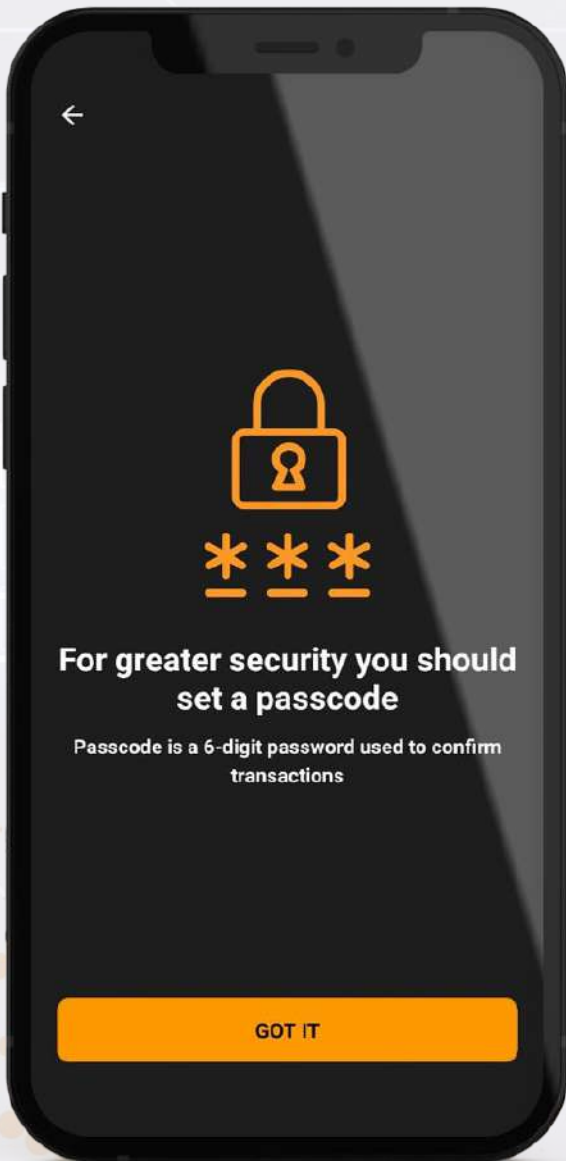 For greater security you should
set a passcode
Passcode is a 6-digit password used to confirm
transactions
GOT IT